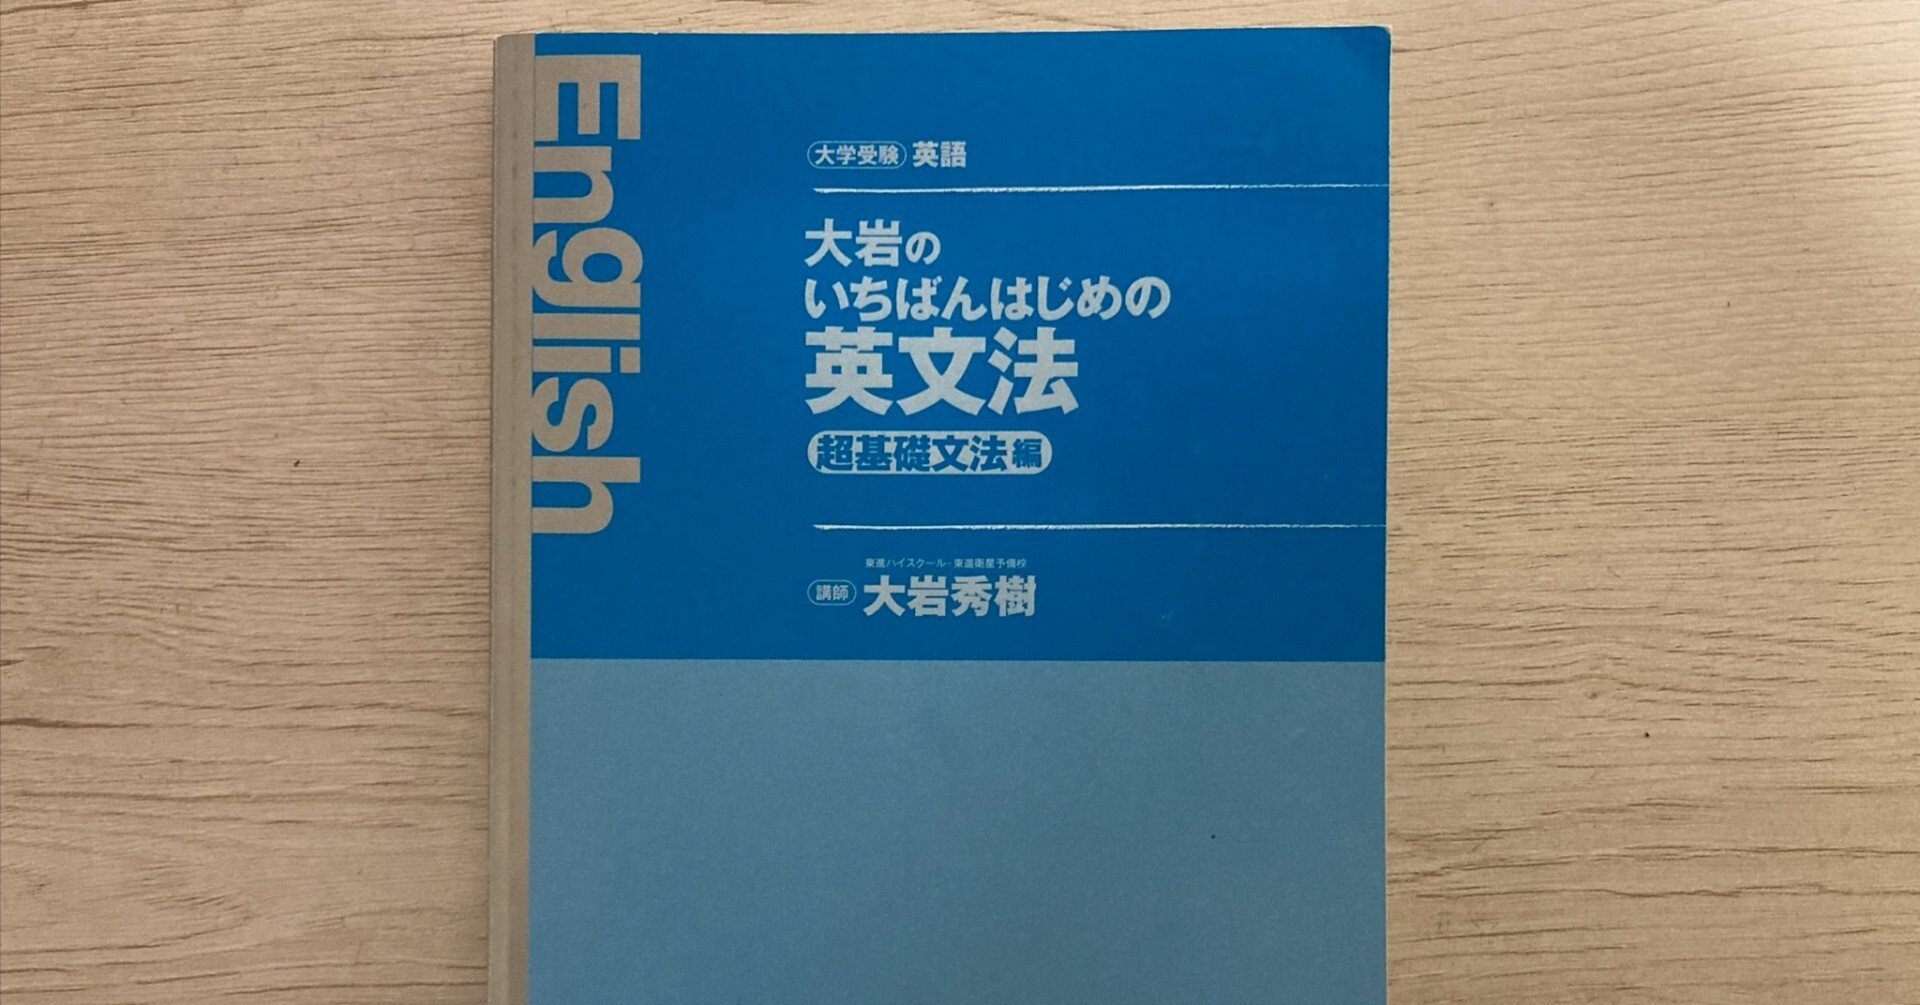 English
大学受験 英語
大岩の
いちばんはじめの
英文法
超基礎文法編
東進ハイスクール・東進衛星予備校
講師 大岩秀樹